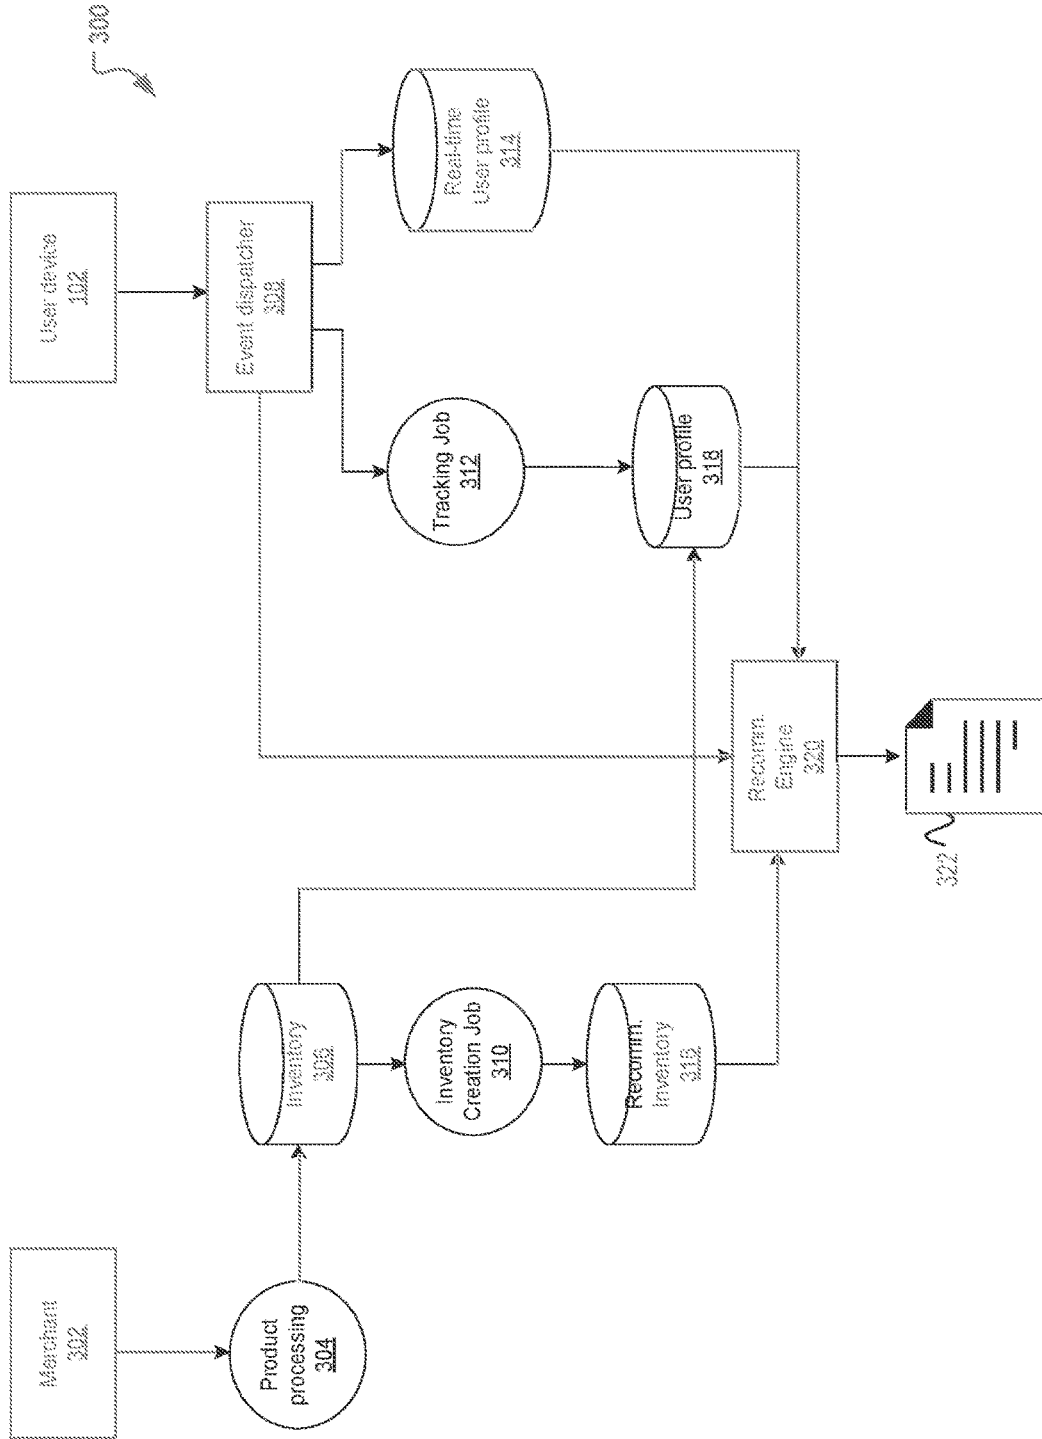 300
Merchant
302
User device
102
Product
processing
304
Inventory
306
Event dispatcher
308
Inventory
Creation Job
310
Tracking Job
312
Real-time
User profile
314
Recomm.
Inventory
316
User profile
318
Recomm.
Engine
320
322